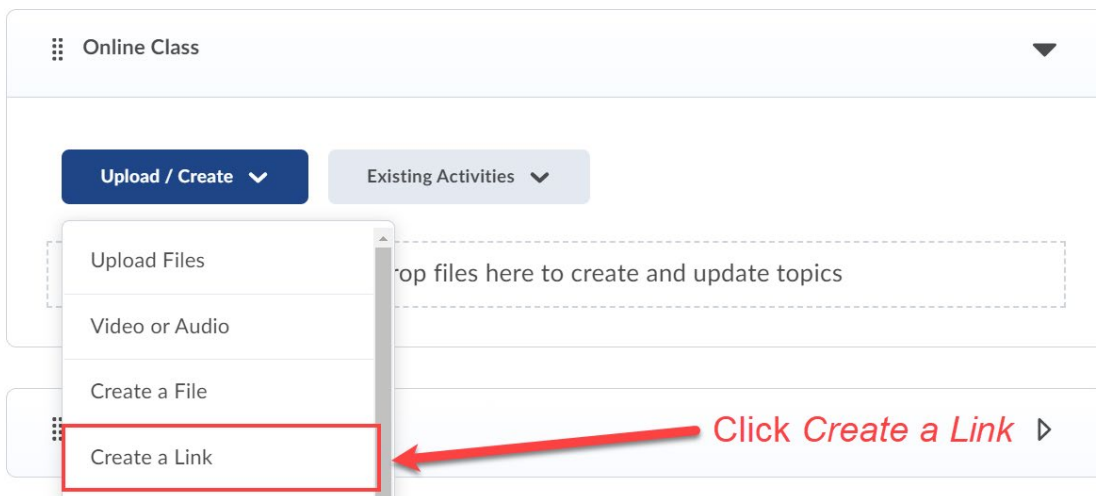 Online Class
Upload / Create
Existing Activities
Upload Files
rop files here to create and update topics
Video or Audio
Create a File
Click Create a Link
Create a Link